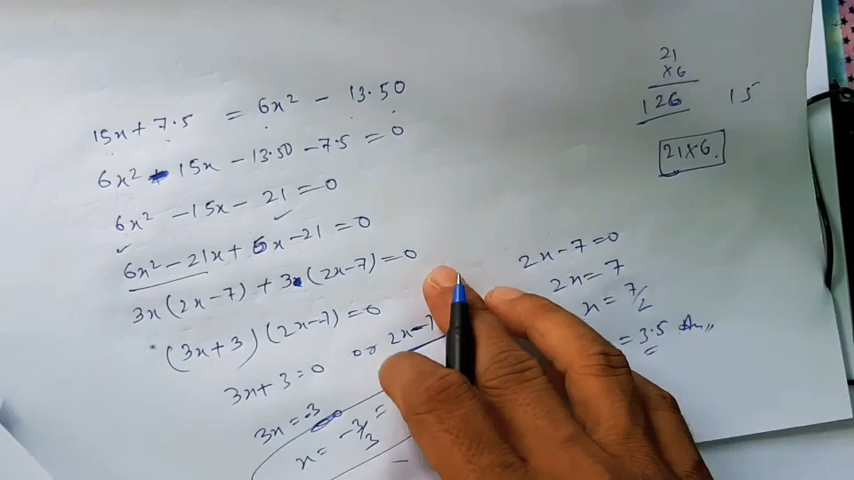 15x + 7.5 = 6x² - 13.50
6x² - 15x - 13.50 - 7.5 = 0
6x² - 15x - 21 = 0
6x² - 21x + 6x - 21 = 0
3x (2x-7) + 3 (2x-7) = 0
(3x+3) (2x-7) = 0
3x + 3 = 0 or 2x-7
3x = -3
x = -3/3 =
2x - 7 = 0
2x = 7
x = 7/2
= 3.5 Ans
21
×6
126
15
21×6.